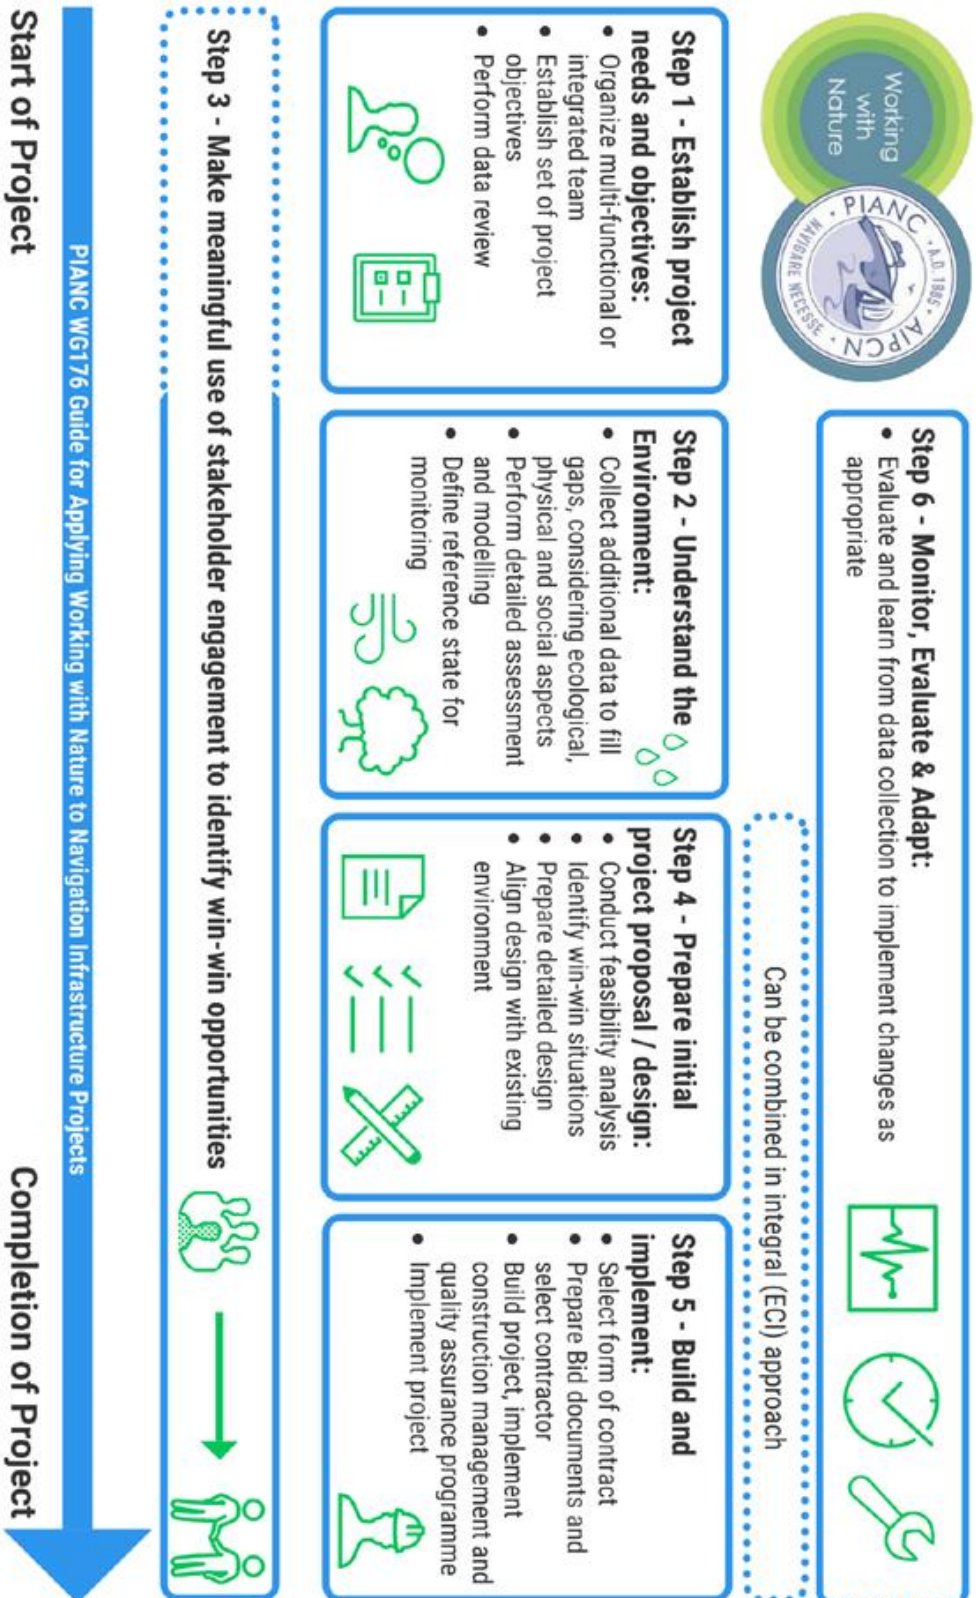 Working
with
Nature
PIANC · A.D. 1885 · AIPCN · NAVIGARE NECESSE ·
Step 6 - Monitor, Evaluate & Adapt:
• Evaluate and learn from data collection to implement changes as
appropriate
Can be combined in integral (ECI) approach
Step 1 - Establish project
needs and objectives:
• Organize multi-functional or
integrated team
• Establish set of project
objectives
• Perform data review
Step 2 - Understand the
Environment:
• Collect additional data to fill
gaps, considering ecological,
physical and social aspects
• Perform detailed assessment
and modelling
• Define reference state for
monitoring
Step 4 - Prepare initial
project proposal / design:
• Conduct feasibility analysis
• Identify win-win situations
• Prepare detailed design
• Align design with existing
environment
Step 5 - Build and
implement:
• Select form of contract
• Prepare Bid documents and
select contractor
• Build project, implement
construction management and
quality assurance programme
• Implement project
Step 3 - Make meaningful use of stakeholder engagement to identify win-win opportunities
PIANC WG176 Guide for Applying Working with Nature to Navigation Infrastructure Projects
Start of Project
Completion of Project